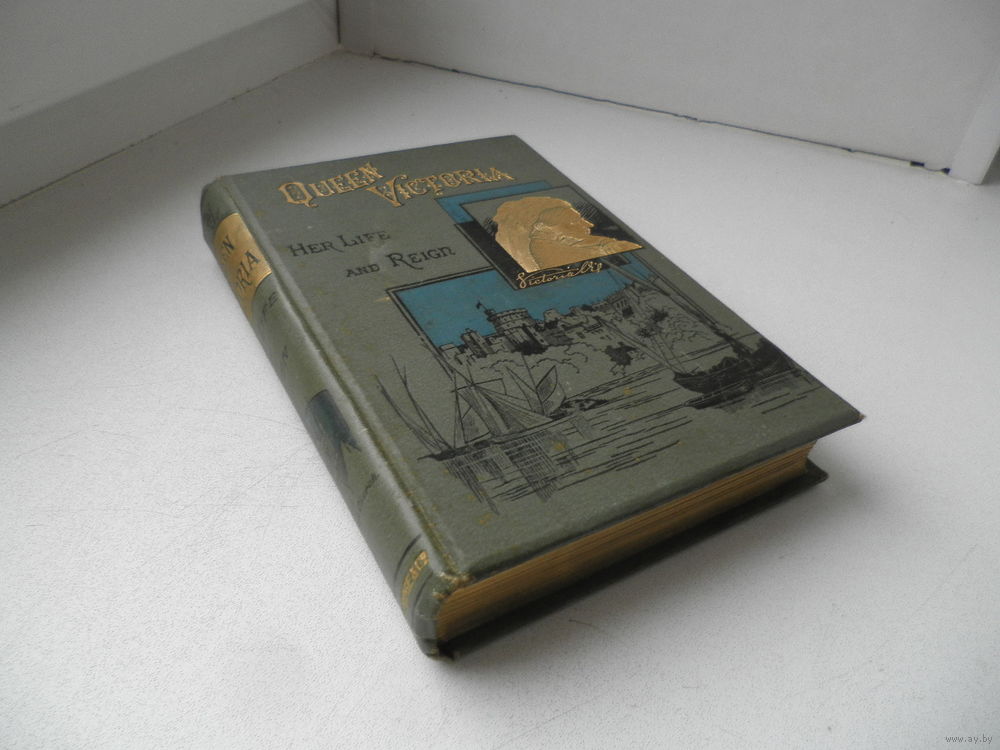 QUEEN
VICTORIA
HER LIFE
AND REIGN
Victoria
www.ay.by